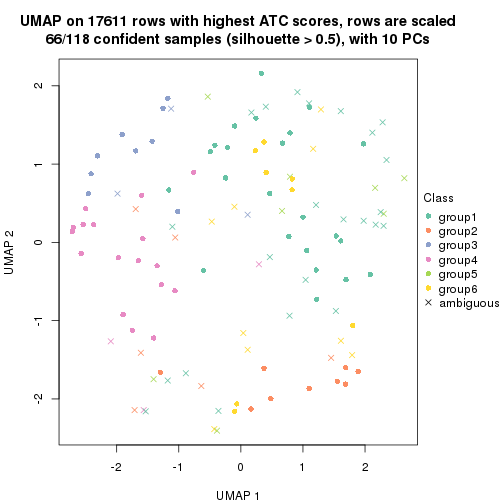 UMAP on 17611 rows with highest ATC scores, rows are scaled
66/118 confident samples (silhouette > 0.5), with 10 PCs
2
1
0
-1
-2
UMAP 2
-2
-1
0
1
2
UMAP 1
Class
group1
group2
group3
group4
group5
group6
ambiguous